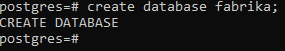 postgres=# create database fabrika;
CREATE DATABASE
postgres=#